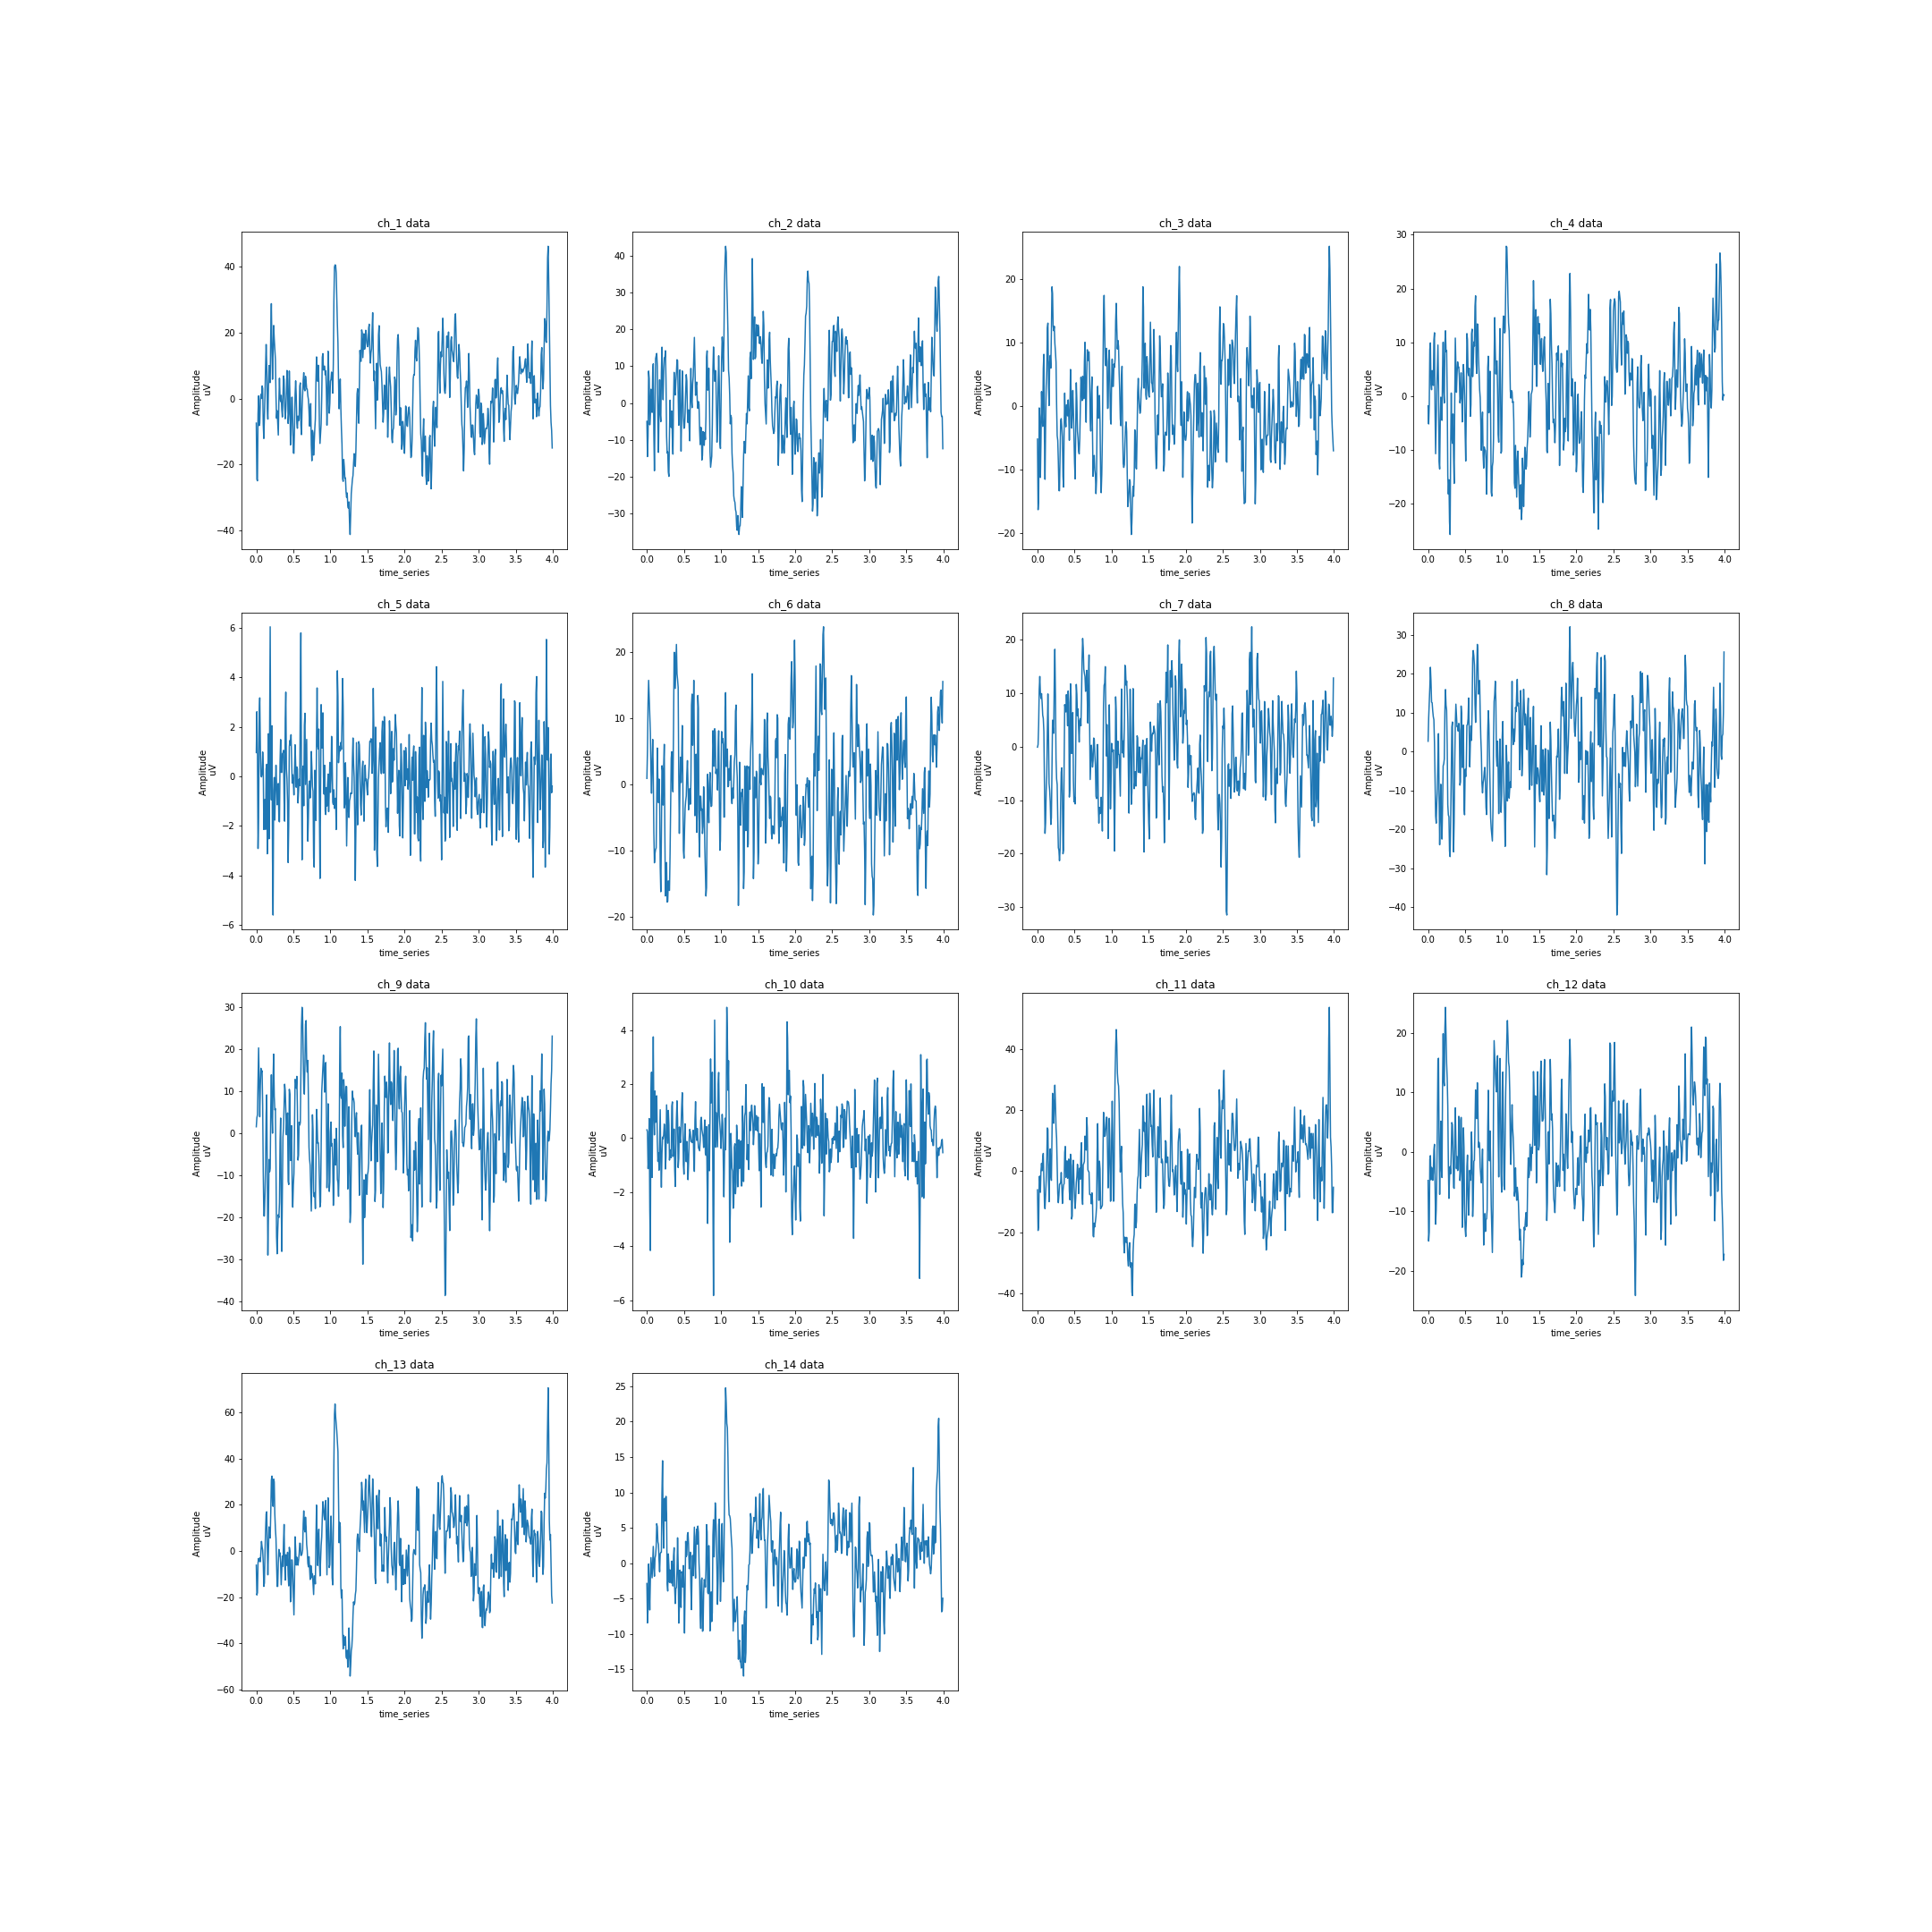 ch_1 data
Amplitude
uV
40
20
0
−20
−40
0.0 0.5 1.0 1.5 2.0 2.5 3.0 3.5 4.0
time_series
ch_2 data
Amplitude
uV
40
30
20
10
0
−10
−20
−30
0.0 0.5 1.0 1.5 2.0 2.5 3.0 3.5 4.0
time_series
ch_3 data
Amplitude
uV
20
10
0
−10
−20
0.0 0.5 1.0 1.5 2.0 2.5 3.0 3.5 4.0
time_series
ch_4 data
Amplitude
uV
30
20
10
0
−10
−20
0.0 0.5 1.0 1.5 2.0 2.5 3.0 3.5 4.0
time_series
ch_5 data
Amplitude
uV
6
4
2
0
−2
−4
−6
0.0 0.5 1.0 1.5 2.0 2.5 3.0 3.5 4.0
time_series
ch_6 data
Amplitude
uV
20
10
0
−10
−20
0.0 0.5 1.0 1.5 2.0 2.5 3.0 3.5 4.0
time_series
ch_7 data
Amplitude
uV
20
10
0
−10
−20
−30
0.0 0.5 1.0 1.5 2.0 2.5 3.0 3.5 4.0
time_series
ch_8 data
Amplitude
uV
30
20
10
0
−10
−20
−30
−40
0.0 0.5 1.0 1.5 2.0 2.5 3.0 3.5 4.0
time_series
ch_9 data
Amplitude
uV
30
20
10
0
−10
−20
−30
−40
0.0 0.5 1.0 1.5 2.0 2.5 3.0 3.5 4.0
time_series
ch_10 data
Amplitude
uV
4
2
0
−2
−4
−6
0.0 0.5 1.0 1.5 2.0 2.5 3.0 3.5 4.0
time_series
ch_11 data
Amplitude
uV
40
20
0
−20
−40
0.0 0.5 1.0 1.5 2.0 2.5 3.0 3.5 4.0
time_series
ch_12 data
Amplitude
uV
20
10
0
−10
−20
0.0 0.5 1.0 1.5 2.0 2.5 3.0 3.5 4.0
time_series
ch_13 data
Amplitude
uV
60
40
20
0
−20
−40
−60
0.0 0.5 1.0 1.5 2.0 2.5 3.0 3.5 4.0
time_series
ch_14 data
Amplitude
uV
25
20
15
10
5
0
−5
−10
−15
0.0 0.5 1.0 1.5 2.0 2.5 3.0 3.5 4.0
time_series